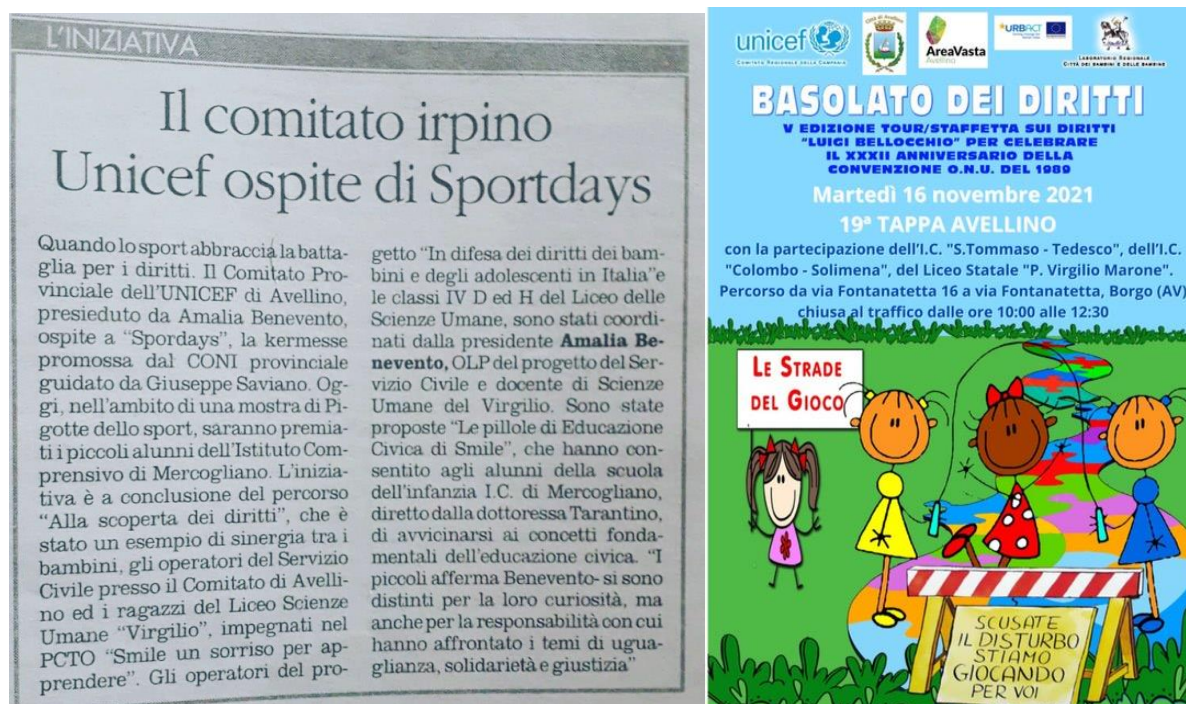 L'INIZIATIVA
Il comitato irpino
Unicef ospite di Sportdays
Quando lo sport abbraccia la batta-
glia per i diritti. Il Comitato Pro-
vinciale dell'UNICEF di Avellino,
presieduto da Amalia Benevento,
ospite a "Spordays", la kermesse
promossa dal CONI provinciale
guidato da Giuseppe Saviano. Og-
gi, nell'ambito di una mostra di Pi-
gotte dello sport, saranno premia-
ti i piccoli alunni dell'Istituto Com-
prensivo di Mercogliano. L'inizia-
tiva è a conclusione del percorso
"Alla scoperta dei diritti", che è
stato un esempio di sinergia tra i
bambini, gli operatori del Servizio
Civile presso il Comitato di Avelli-
no ed i ragazzi del Liceo Scienze
Umane "Virgilio", impegnati nel
PCTO "Smile un sorriso per ap-
prendere". Gli operatori del pro-
getto "In difesa dei diritti dei bam-
bini e degli adolescenti in Italia"e
le classi IV D ed H del Liceo delle
Scienze Umane, sono stati coordi-
nati dalla presidente Amalia Be-
nevento, OLP del progetto del Ser-
vizio Civile e docente di Scienze
Umane del Virgilio. Sono state
proposte "Le pillole di Educazione
Civica di Smile", che hanno con-
sentito agli alunni della scuola
dell'infanzia I.C. di Mercogliano,
diretto dalla dottoressa Tarantino,
di avvicinarsi ai concetti fonda-
mentali dell'educazione civica. "I
piccoli afferma Benevento- si sono
distinti per la loro curiosità, ma
anche per la responsabilità con cui
hanno affrontato i temi di ugua-
glianza, solidarietà e giustizia"
unicef
COMITATO REGIONALE DELLA CAMPANIA
Città di Avellino
AreaVasta
Avellino
URBACT
LABORATORIO REGIONALE
CITTÀ DEI BAMBINI E DELLE BAMBINE
BASOLATO DEI DIRITTI
V EDIZIONE TOUR/STAFFETTA SUI DIRITTI
"LUIGI BELLOCCHIO" PER CELEBRARE
IL XXXII ANNIVERSARIO DELLA
CONVENZIONE O.N.U. DEL 1989
Martedì 16 novembre 2021
19ª TAPPA AVELLINO
con la partecipazione dell'I.C. "S.Tommaso - Tedesco", dell'I.C.
"Colombo - Solimena", del Liceo Statale "P. Virgilio Marone".
Percorso da via Fontanatetta 16 a via Fontanatetta, Borgo (AV)
chiusa al traffico dalle ore 10:00 alle 12:30
LE STRADE
DEL GIOCO
SCUSATE
IL DISTURBO
STIAMO
GIOCANDO
PER VOI